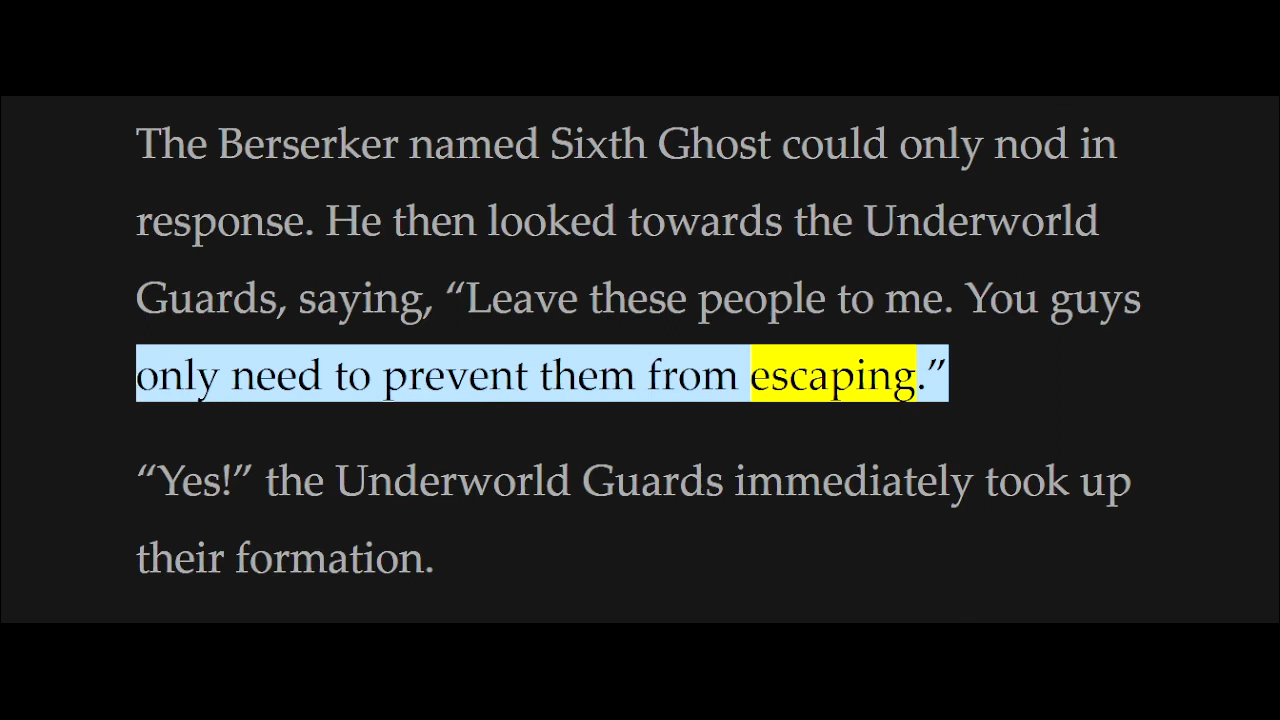 The Berserker named Sixth Ghost could only nod in
response. He then looked towards the Underworld
Guards, saying, “Leave these people to me. You guys
only need to prevent them from escaping.”
“Yes!” the Underworld Guards immediately took up
their formation.